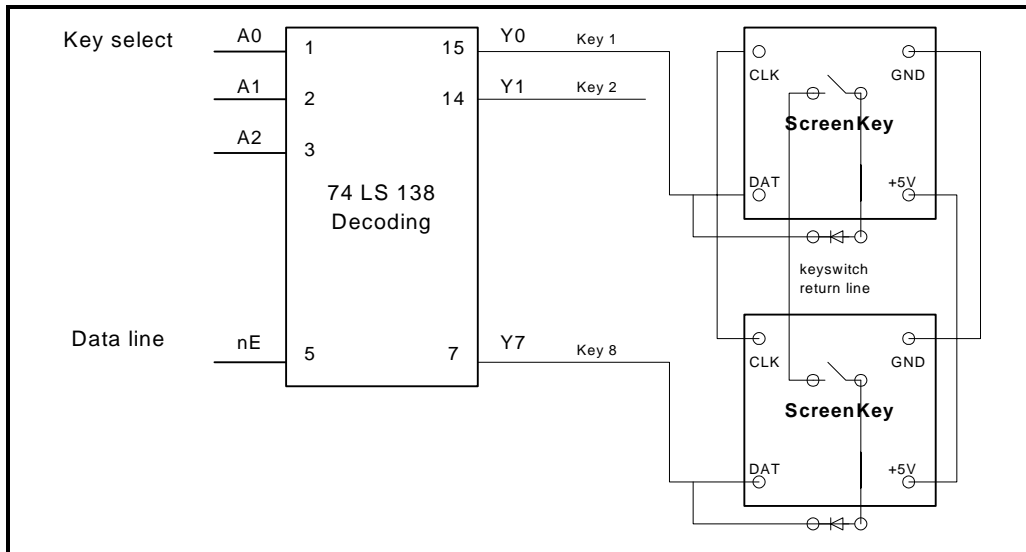 Key select
A0
1
15
Y0
Key 1
A1
2
14
Y1
Key 2
A2
3
74 LS 138
Decoding
Data line
nE
5
7
Y7
Key 8
CLK
GND
ScreenKey
DAT
+5V
keyswitch
return line
CLK
GND
ScreenKey
DAT
+5V